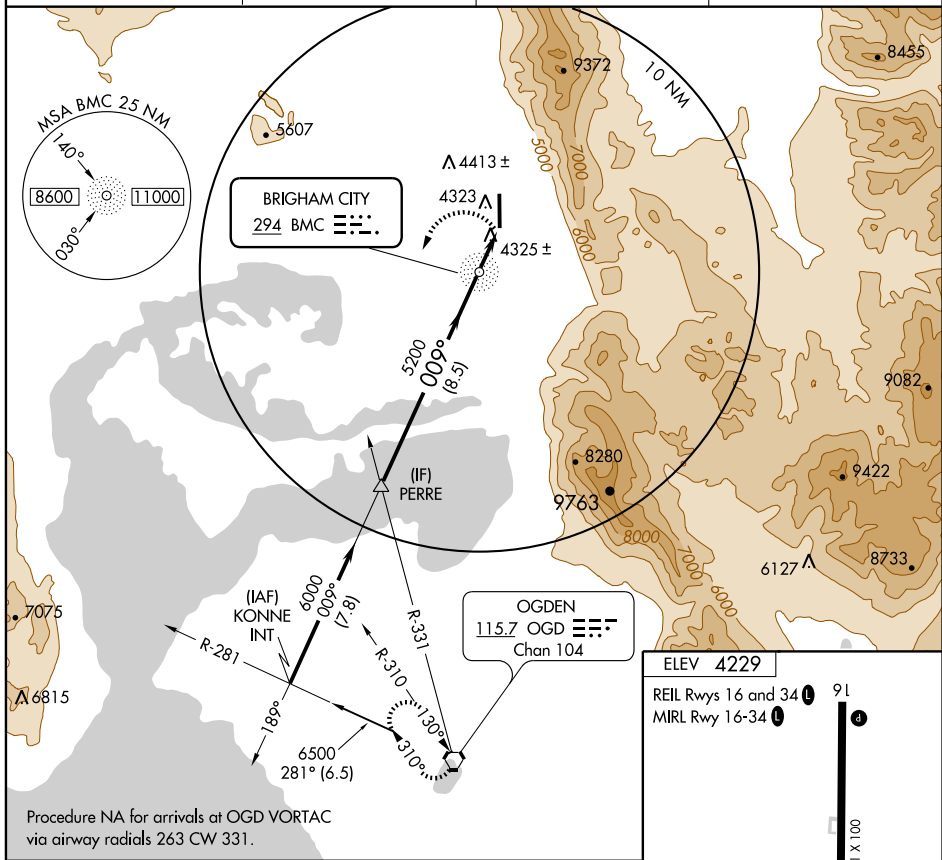 9372
8455
10 NM
MSA BMC 25 NM
140°
8600
11000
030°
5607
5000
7000
6000
4413 ±
4323
4325 ±
BRIGHAM CITY
294 BMC
5200
009°
(8.5)
9082
(IF)
PERRE
8280
9763
9422
8000
7000
6000
6127
8733
6000
009°
(7.8)
(IAF)
KONNE
INT
7075
R-281
R-331
R-310
OGDEN
115.7 OGD
Chan 104
6815
189°
130°
310°
6500
281° (6.5)
ELEV 4229
REIL Rwys 16 and 34 L
MIRL Rwy 16-34 L
16
P
X 100
Procedure NA for arrivals at OGD VORTAC
via airway radials 263 CW 331.